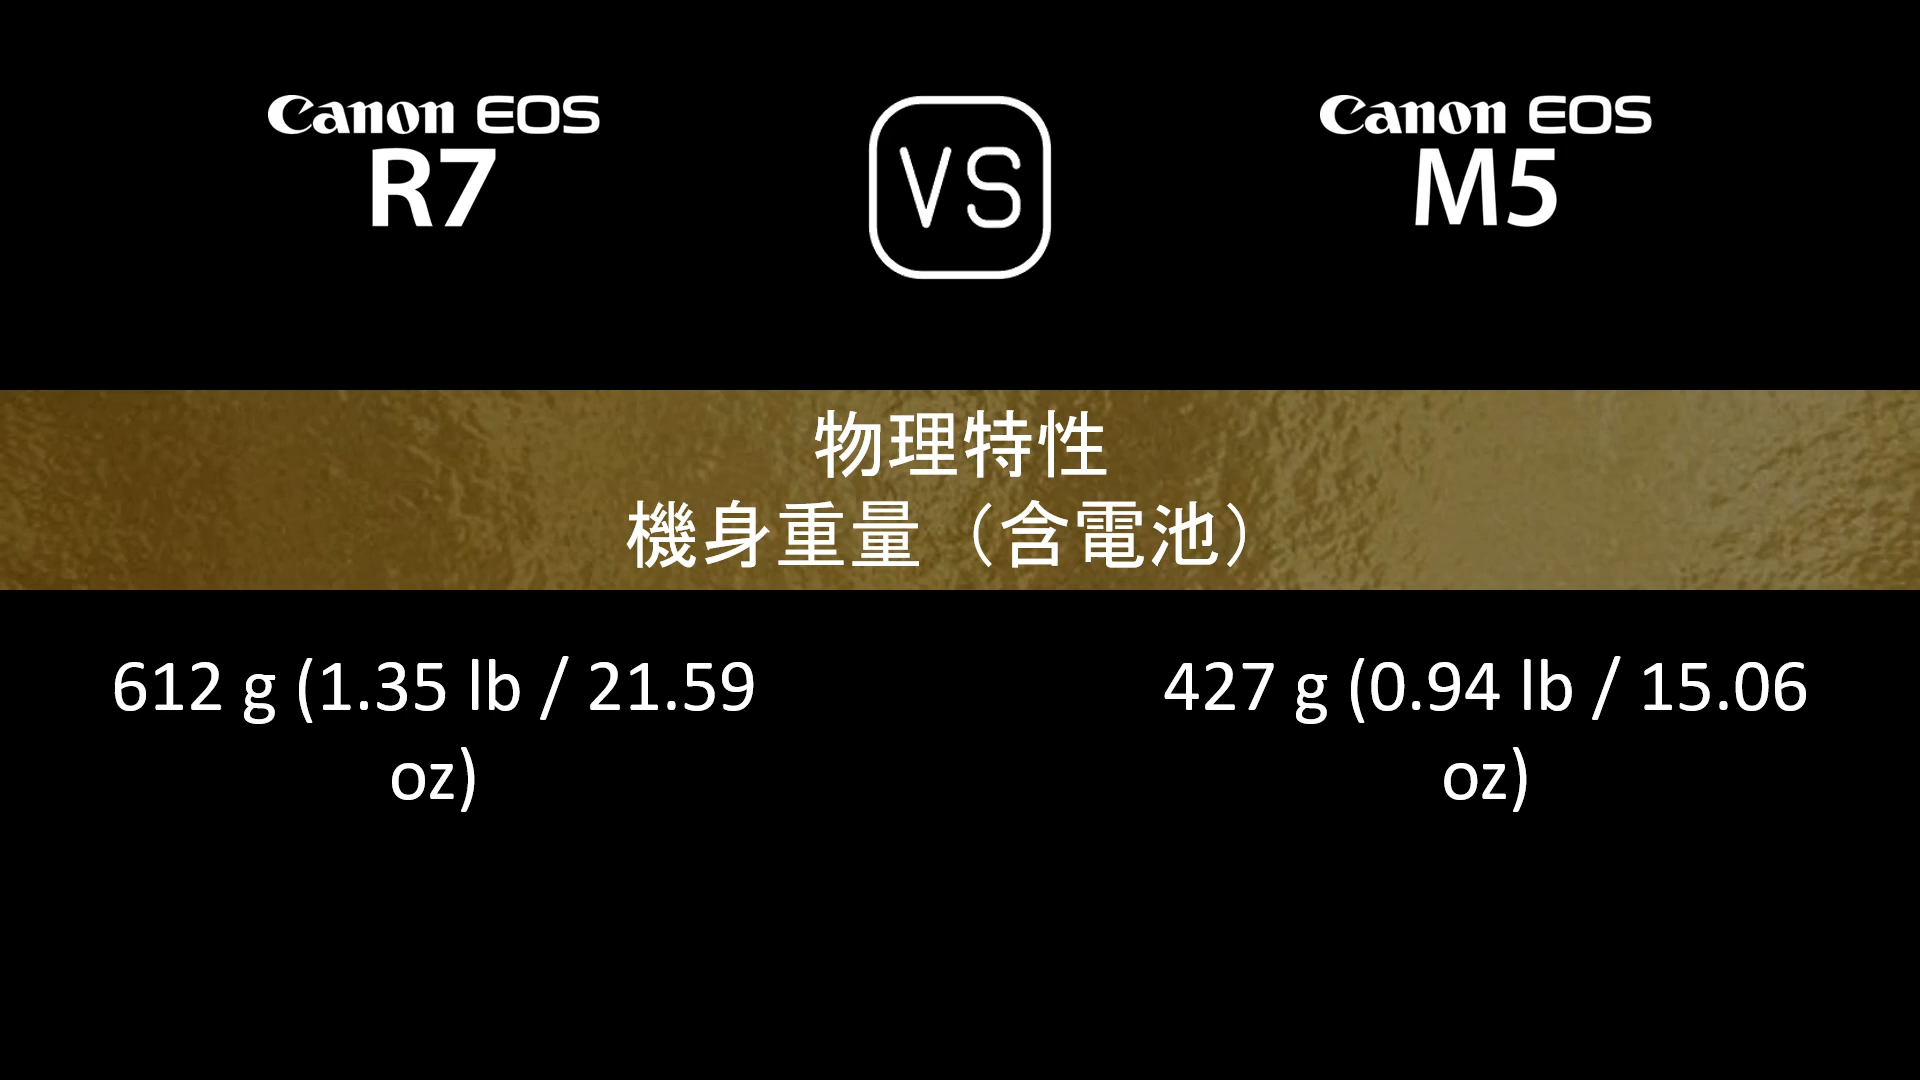 Canon EOS
R7
VS
Canon EOS
M5
物理特性
機身重量（含電池）
612 g (1.35 lb / 21.59
oz)
427 g (0.94 lb / 15.06
oz)